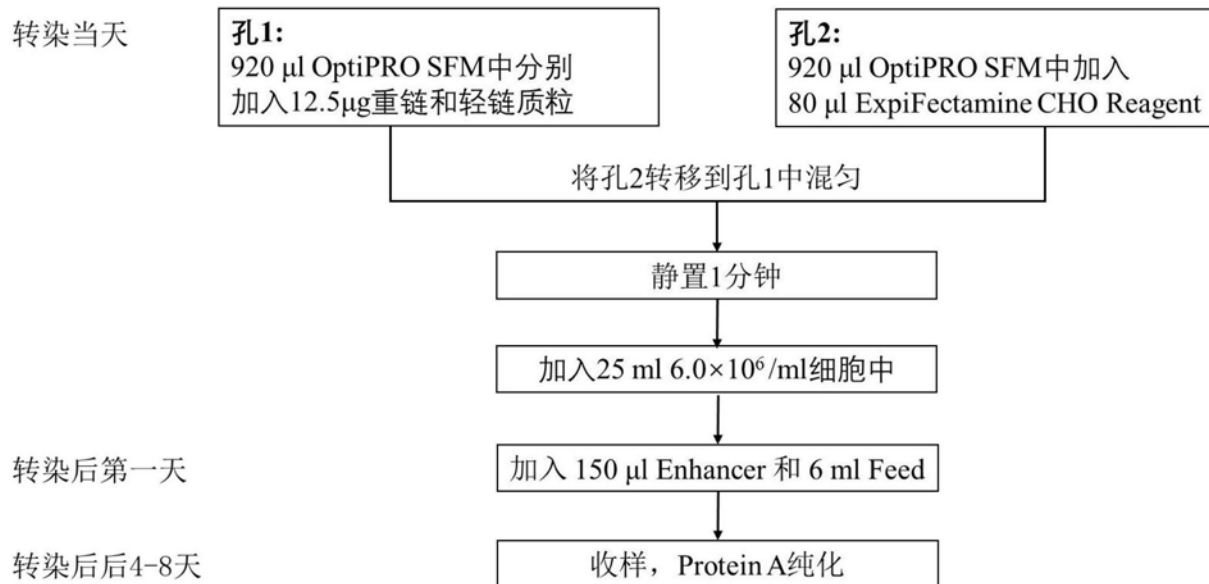 转染当天
孔1:
920 μl OptiPRO SFM中分别
加入12.5μg重链和轻链质粒
孔2:
920 μl OptiPRO SFM中加入
80 μl ExpiFectamine CHO Reagent
将孔2转移到孔1中混匀
静置1分钟
加入25 ml 6.0×10⁶ /ml细胞中
转染后第一天
加入 150 μl Enhancer 和 6 ml Feed
转染后后4-8天
收样，Protein A纯化